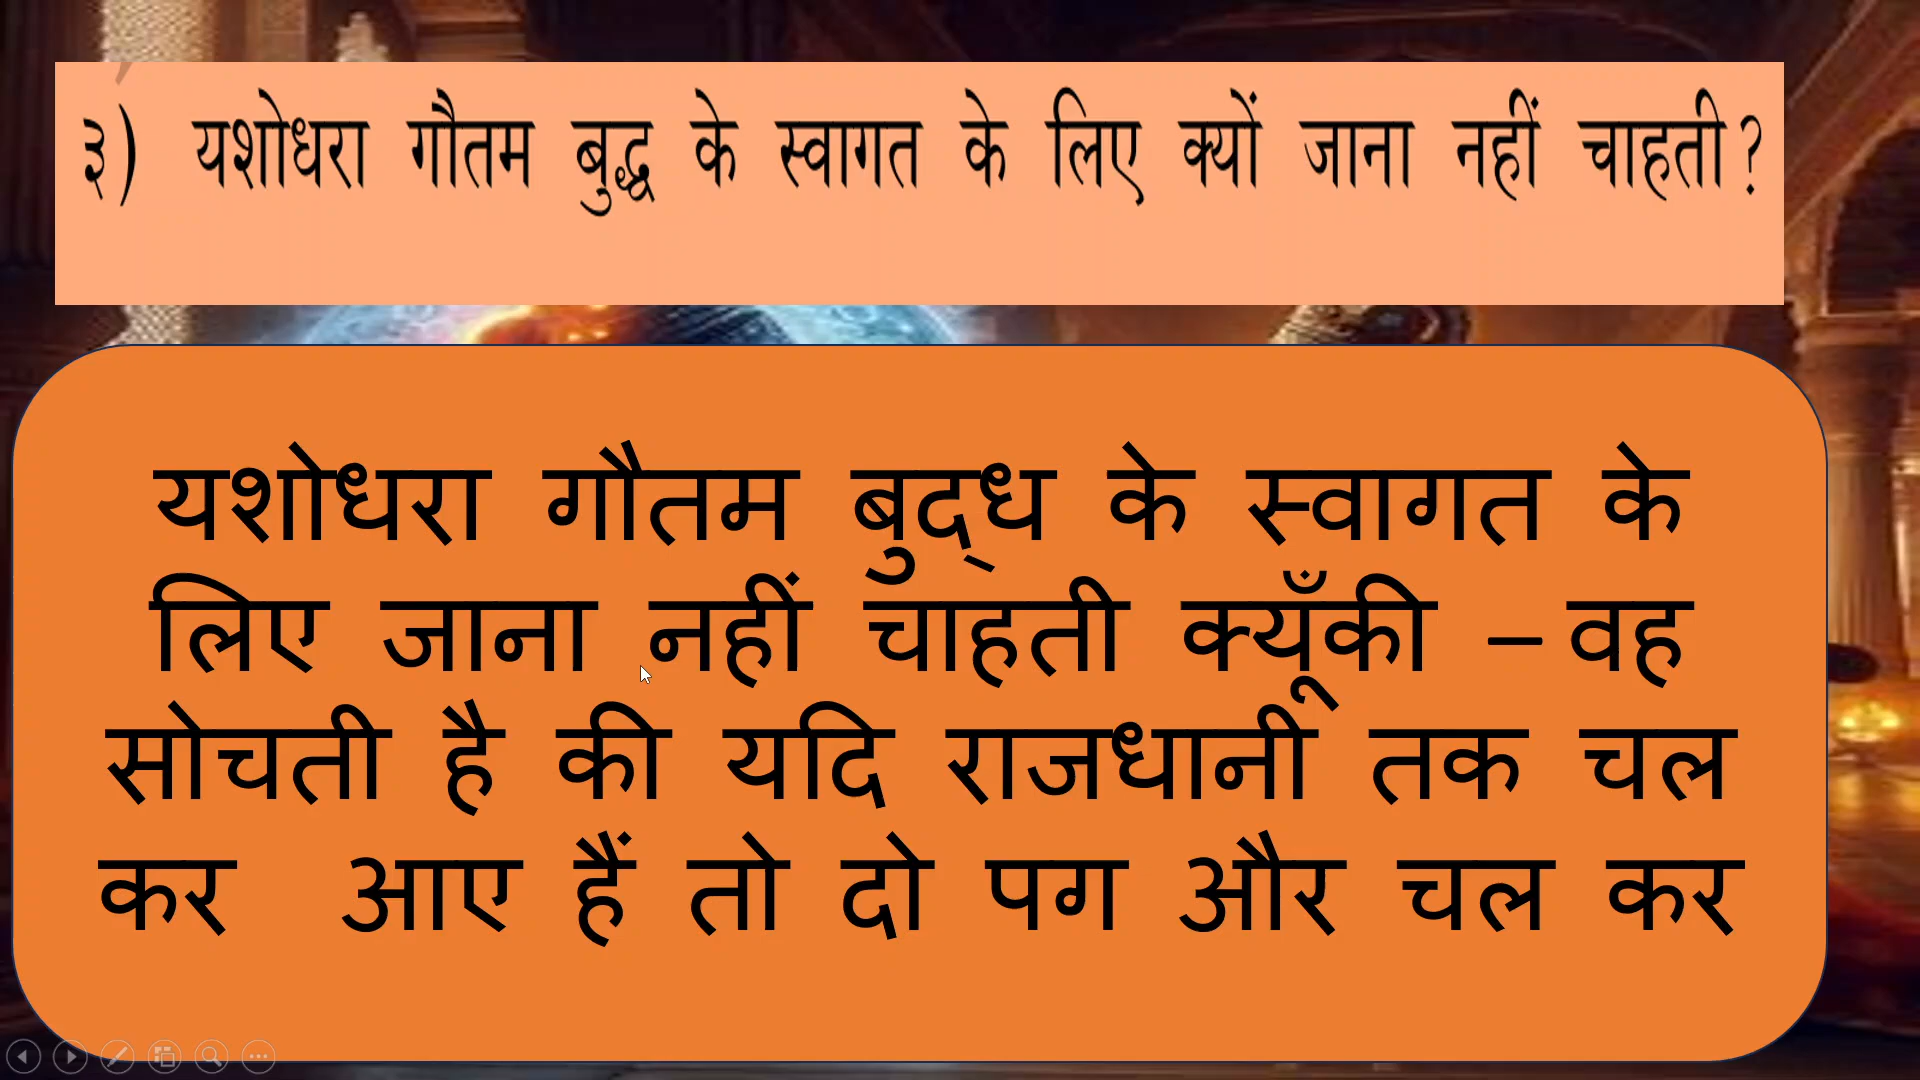 ३) यशोधरा गौतम बुद्ध के स्वागत के लिए क्यों जाना नहीं चाहती?
यशोधरा गौतम बुद्‌ध के स्वागत के
लिए जाना नहीं चाहती क्यूँकी – वह
सोचती है की यदि राजधानी तक चल
कर आए हैं तो दो पग और चल कर